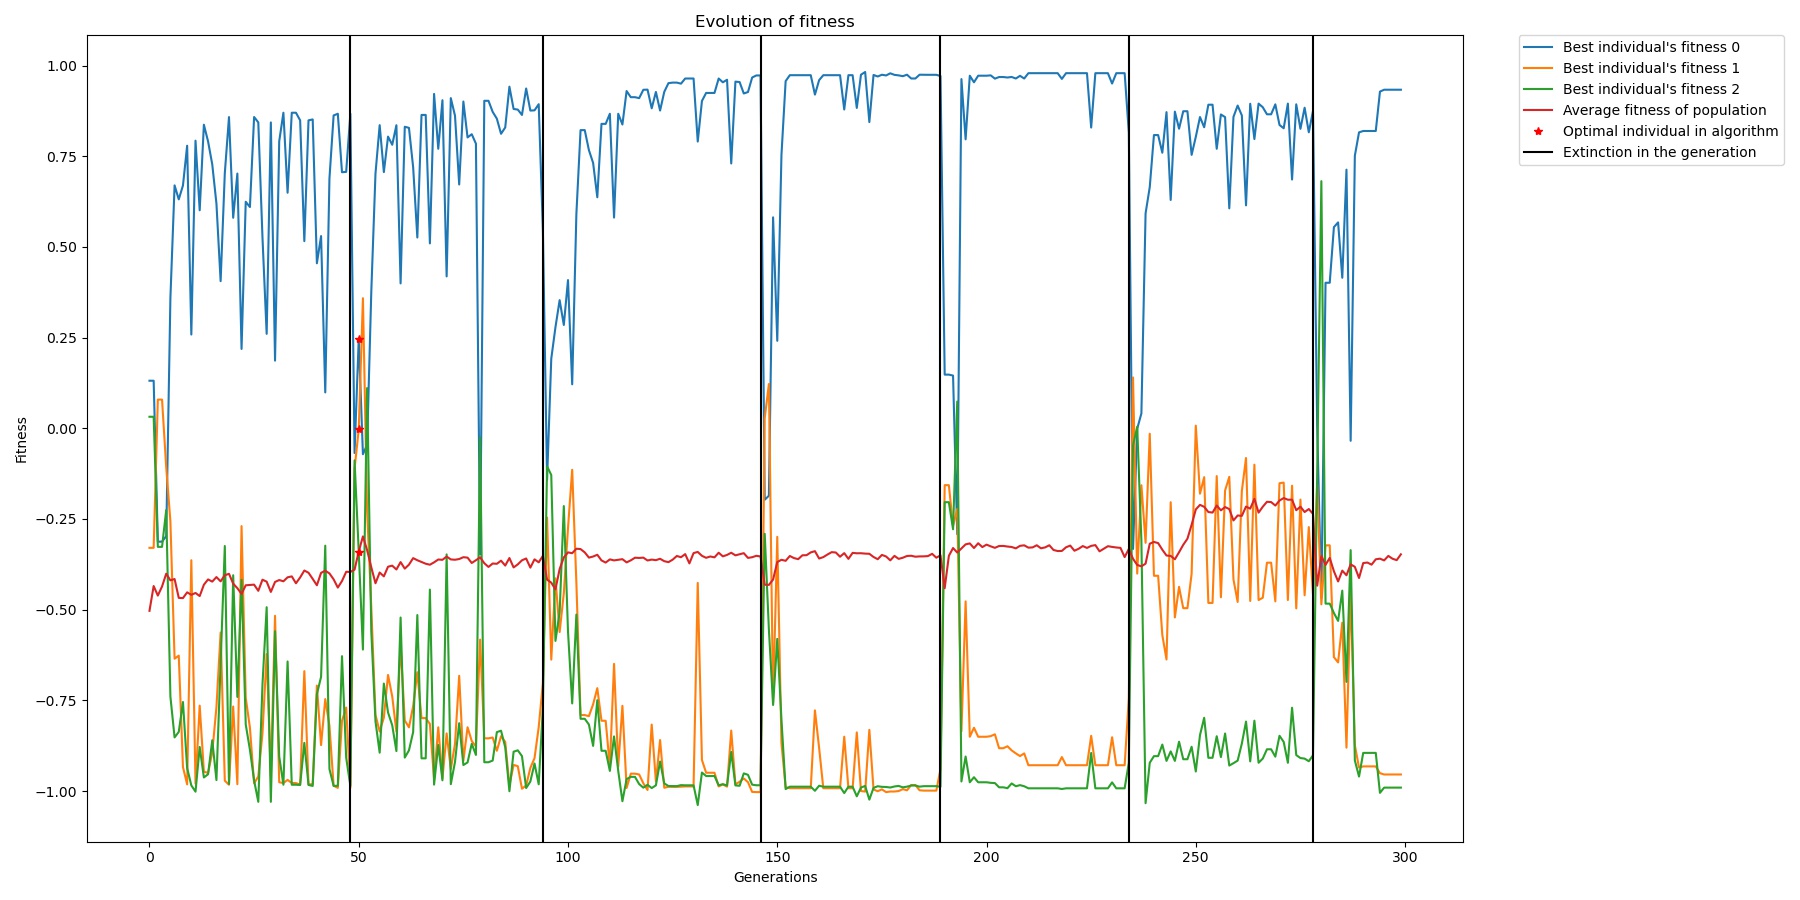 Evolution of fitness
Best individual's fitness 0
Best individual's fitness 1
Best individual's fitness 2
Average fitness of population
Optimal individual in algorithm
Extinction in the generation
Fitness
1.00
0.75
0.50
0.25
0.00
−0.25
−0.50
−0.75
−1.00
0 50 100 150 200 250 300
Generations